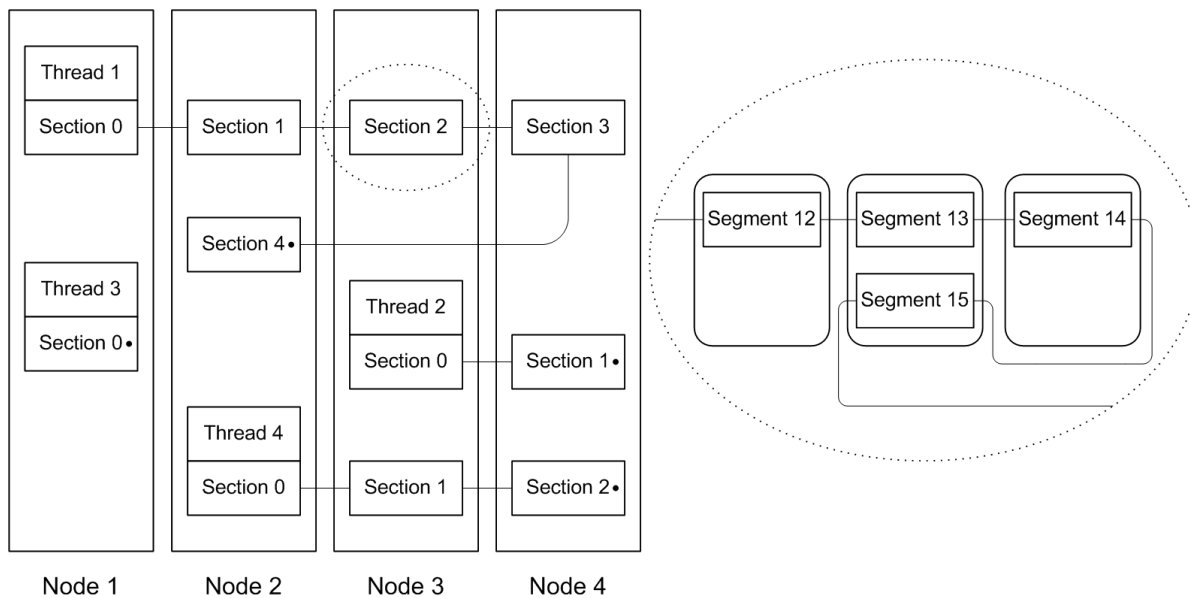 Thread 1
Section 0
Section 1
Section 2
Section 3
Section 4
Thread 3
Section 0
Thread 2
Section 0
Section 1
Thread 4
Section 0
Section 1
Section 2
Node 1
Node 2
Node 3
Node 4
Segment 12
Segment 13
Segment 14
Segment 15